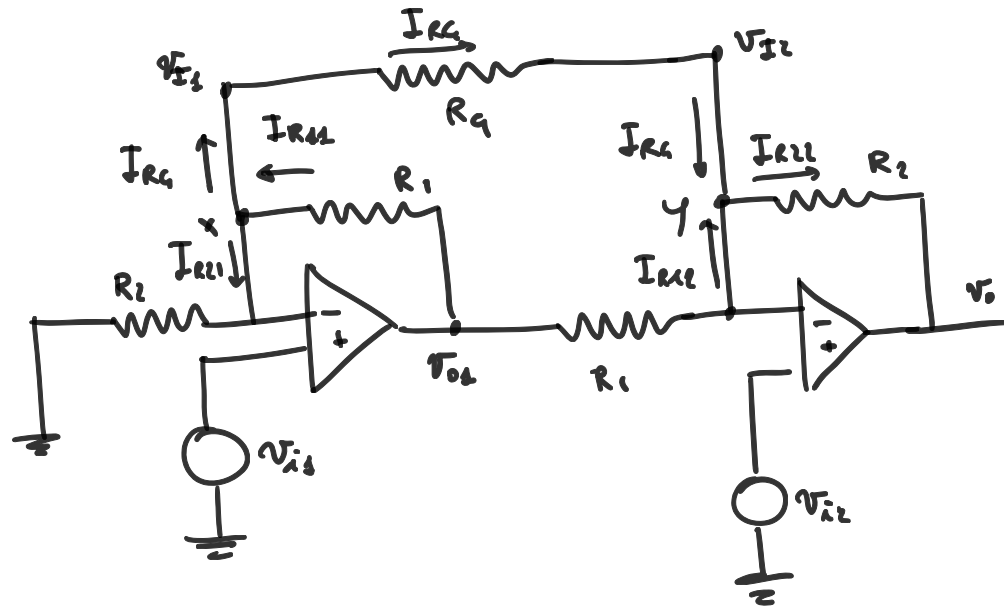 I_RG
v_I1
v_I2
R_G
I_R11
I_RG
I_RG
I_R22
R_2
R_1
x
y
I_R21
I_R12
R_2
-
+
v_o1
R_1
-
+
v_o
v_i1
v_i2